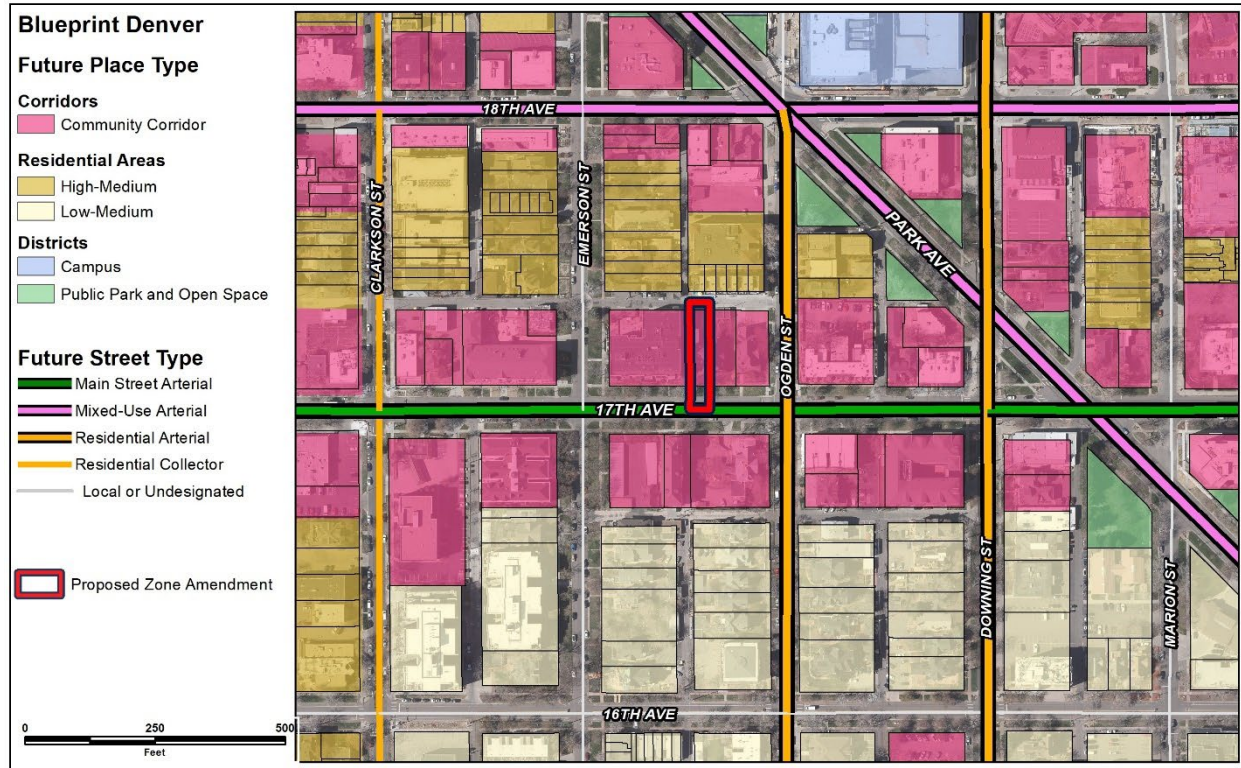 Blueprint Denver
Future Place Type
Corridors
Community Corridor
Residential Areas
High-Medium
Low-Medium
Districts
Campus
Public Park and Open Space
Future Street Type
Main Street Arterial
Mixed-Use Arterial
Residential Arterial
Residential Collector
Local or Undesignated
Proposed Zone Amendment
0 250 500
Feet
18TH AVE
CLARKSON ST
EMERSON ST
PARK AVE
OGDEN ST
17TH AVE
DOWNING ST
MARION ST
16TH AVE